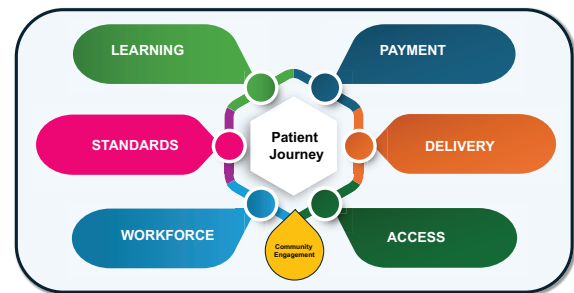 LEARNING
PAYMENT
Patient
Journey
STANDARDS
DELIVERY
WORKFORCE
ACCESS
Community
Engagement